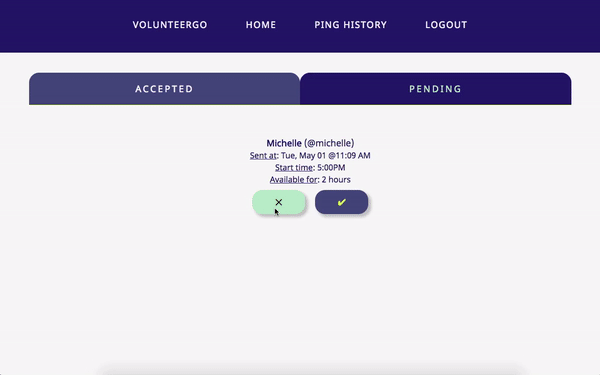 VOLUNTEERGO HOME PING HISTORY LOGOUT
ACCEPTED PENDING
Michelle (@michelle)
Sent at: Tue, May 01 @11:09 AM
Start time: 5:00PM
Available for: 2 hours
✕ ✔